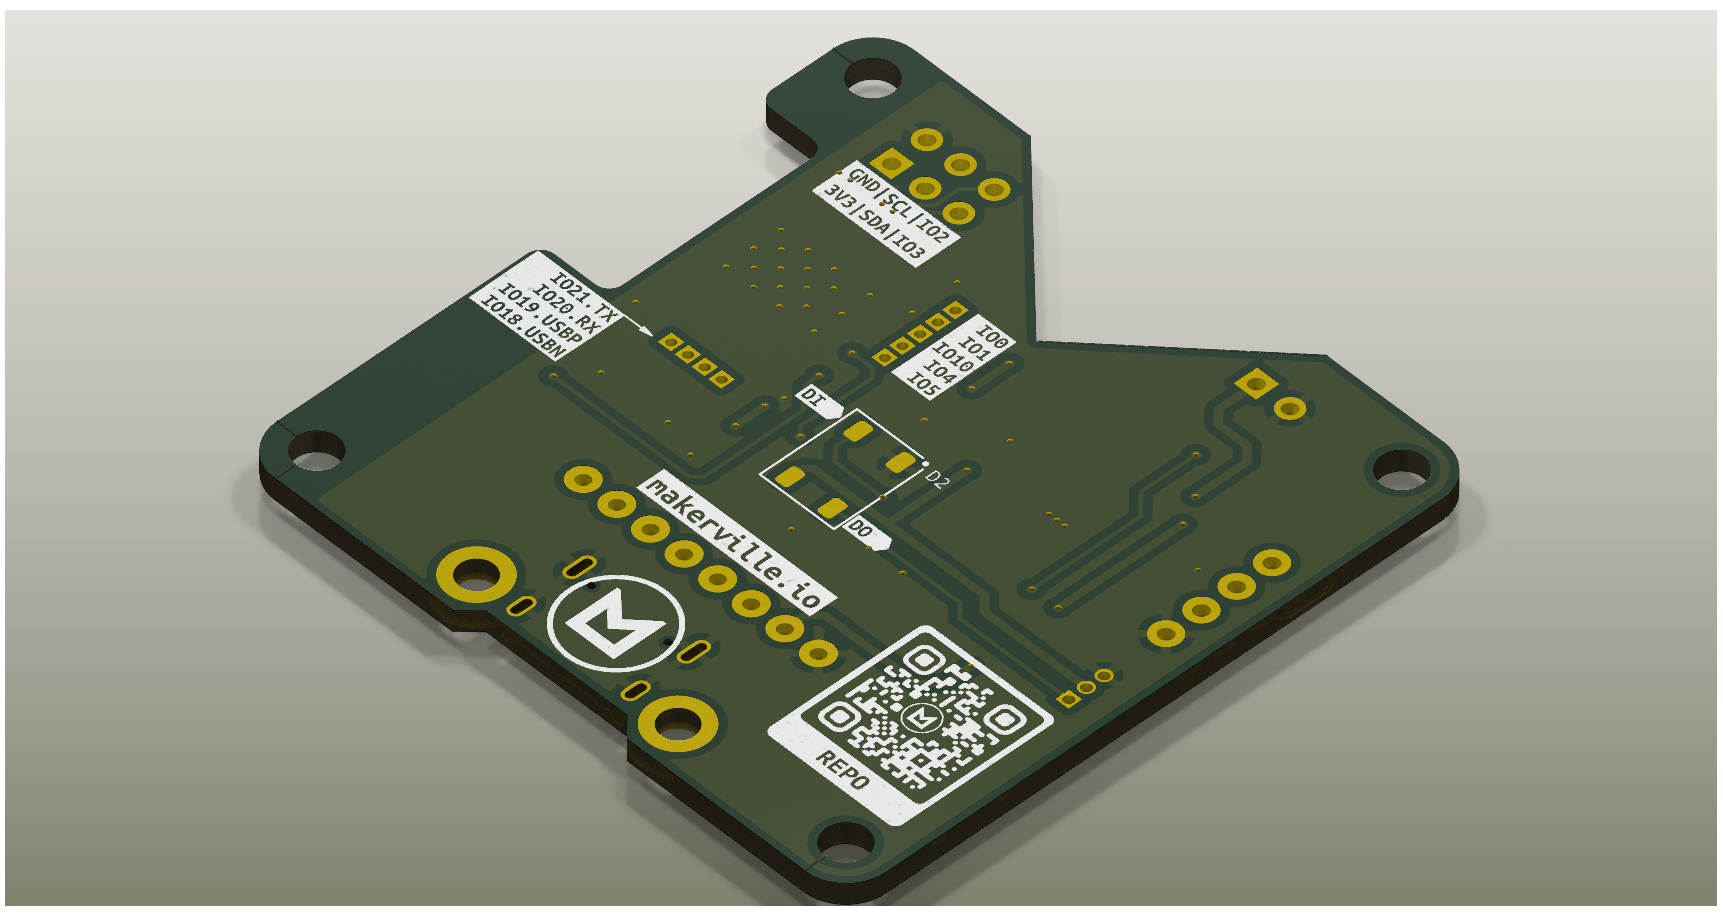 GND|SCL|IO2
3V3|SDA|IO3
IO21.TX
IO20.RX
IO19.USBP
IO18.USBN
IO0
IO1
IO10
IO4
IO5
DI
D2
DO
makerville.io
REPO